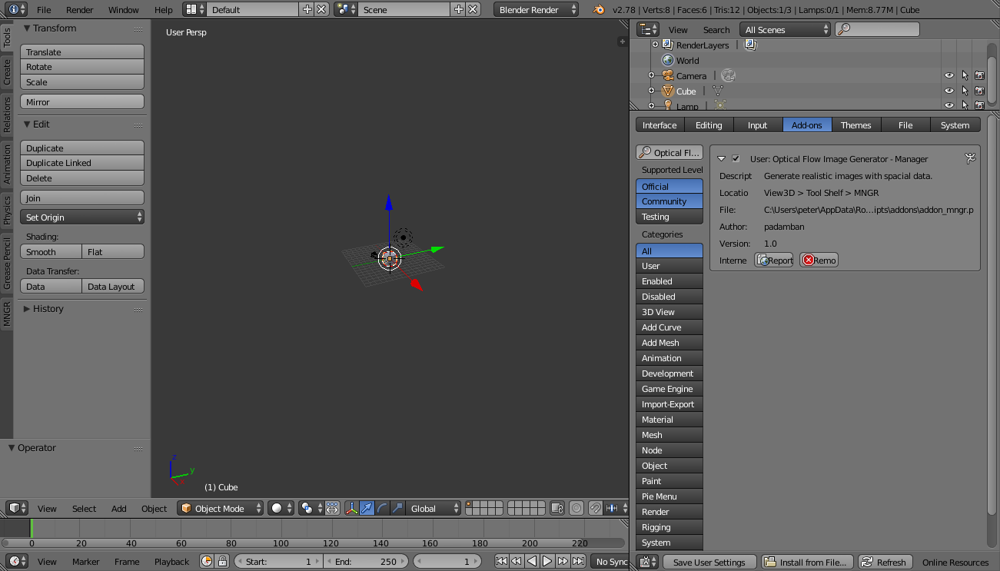 File Render Window Help Default Scene Blender Render v2.78 | Verts:8 | Faces:6 | Tris:12 | Objects:1/3 | Lamps:0/1 | Mem:8.77M | Cube
Tools
Create
Relations
Animation
Physics
Grease Pencil
MNGR
Transform
Translate
Rotate
Scale
Mirror
Edit
Duplicate
Duplicate Linked
Delete
Join
Set Origin
Shading:
Smooth Flat
Data Transfer:
Data Data Layout
History
Operator
User Persp
z
y
x
(1) Cube
View Select Add Object Object Mode Global
0 20 40 60 80 100 120 140 160 180 200 220
View Marker Frame Playback Start: 1 End: 250 1 No Sync
View Search All Scenes
RenderLayers |
World
Camera |
Cube |
Lamp |
Interface Editing Input Add-ons Themes File System
Optical Fl...
Supported Level
Official
Community
Testing
Categories
All
User
Enabled
Disabled
3D View
Add Curve
Add Mesh
Animation
Development
Game Engine
Import-Export
Material
Mesh
Node
Object
Paint
Pie Menu
Render
Rigging
System
User: Optical Flow Image Generator - Manager
Descript Generate realistic images with spacial data.
Locatio View3D > Tool Shelf > MNGR
File: C:\Users\peter\AppData\Ro...ipts\addons\addon_mngr.p
Author: padamban
Version: 1.0
Interne Report Remo
Save User Settings Install from File... Refresh Online Resources